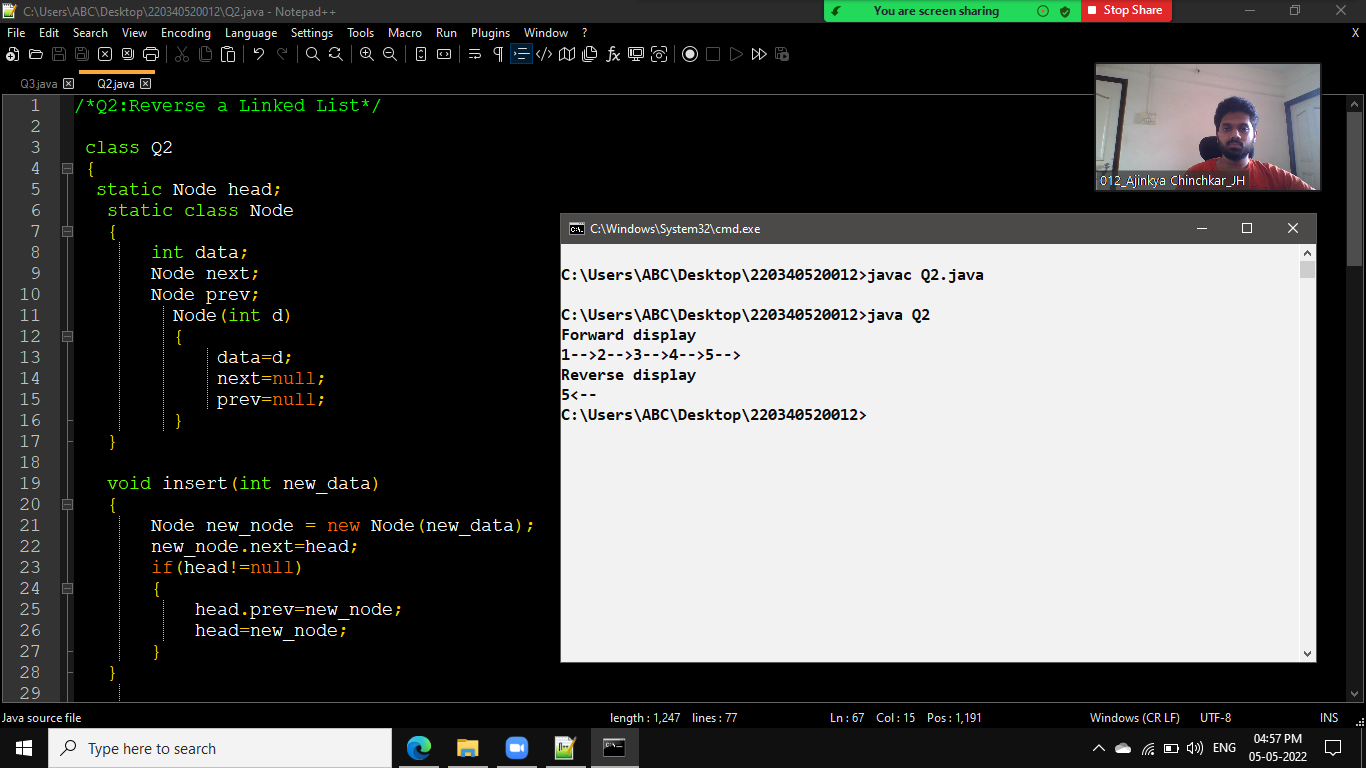 C:\Users\ABC\Desktop\220340520012\Q2.java - Notepad++
You are screen sharing
Stop Share
File Edit Search View Encoding Language Settings Tools Macro Run Plugins Window ? X
Q3.java Q2.java
1 /*Q2:Reverse a Linked List*/
2
3 class Q2
4 {
5 static Node head;
6 static class Node
7 {
8 int data;
9 Node next;
10 Node prev;
11 Node(int d)
12 {
13 data=d;
14 next=null;
15 prev=null;
16 }
17 }
18
19 void insert(int new_data)
20 {
21 Node new_node = new Node(new_data);
22 new_node.next=head;
23 if(head!=null)
24 {
25 head.prev=new_node;
26 head=new_node;
27 }
28 }
29
012_Ajinkya Chinchkar_JH
C:\Windows\System32\cmd.exe
C:\Users\ABC\Desktop\220340520012>javac Q2.java
C:\Users\ABC\Desktop\220340520012>java Q2
Forward display
1-->2-->3-->4-->5-->
Reverse display
5<--
C:\Users\ABC\Desktop\220340520012>
Java source file length : 1,247 lines : 77 Ln : 67 Col : 15 Pos : 1,191 Windows (CR LF) UTF-8 INS
Type here to search
ENG
04:57 PM
05-05-2022